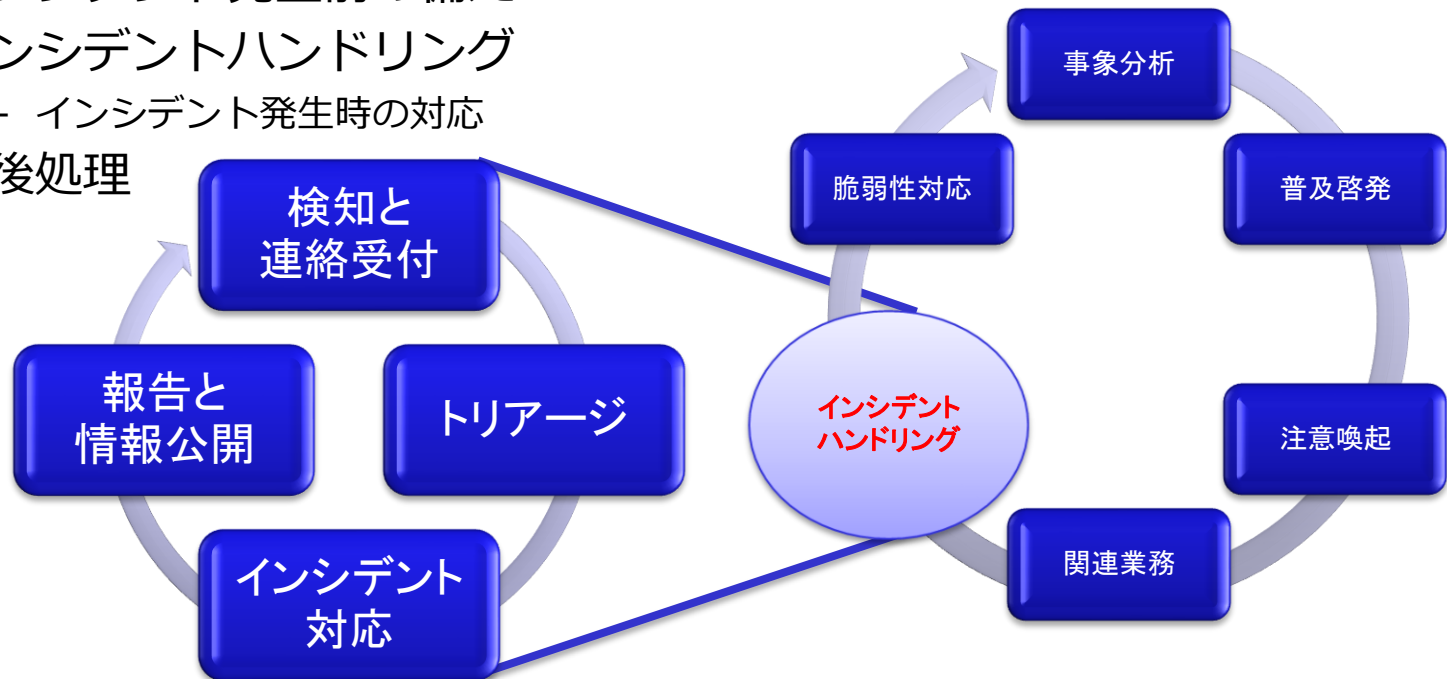 ンシデントハンドリング
- インシデント発生時の対応
後処理
検知と
連絡受付
トリアージ
インシデント
対応
報告と
情報公開
事象分析
普及啓発
注意喚起
関連業務
インシデント
ハンドリング
脆弱性対応